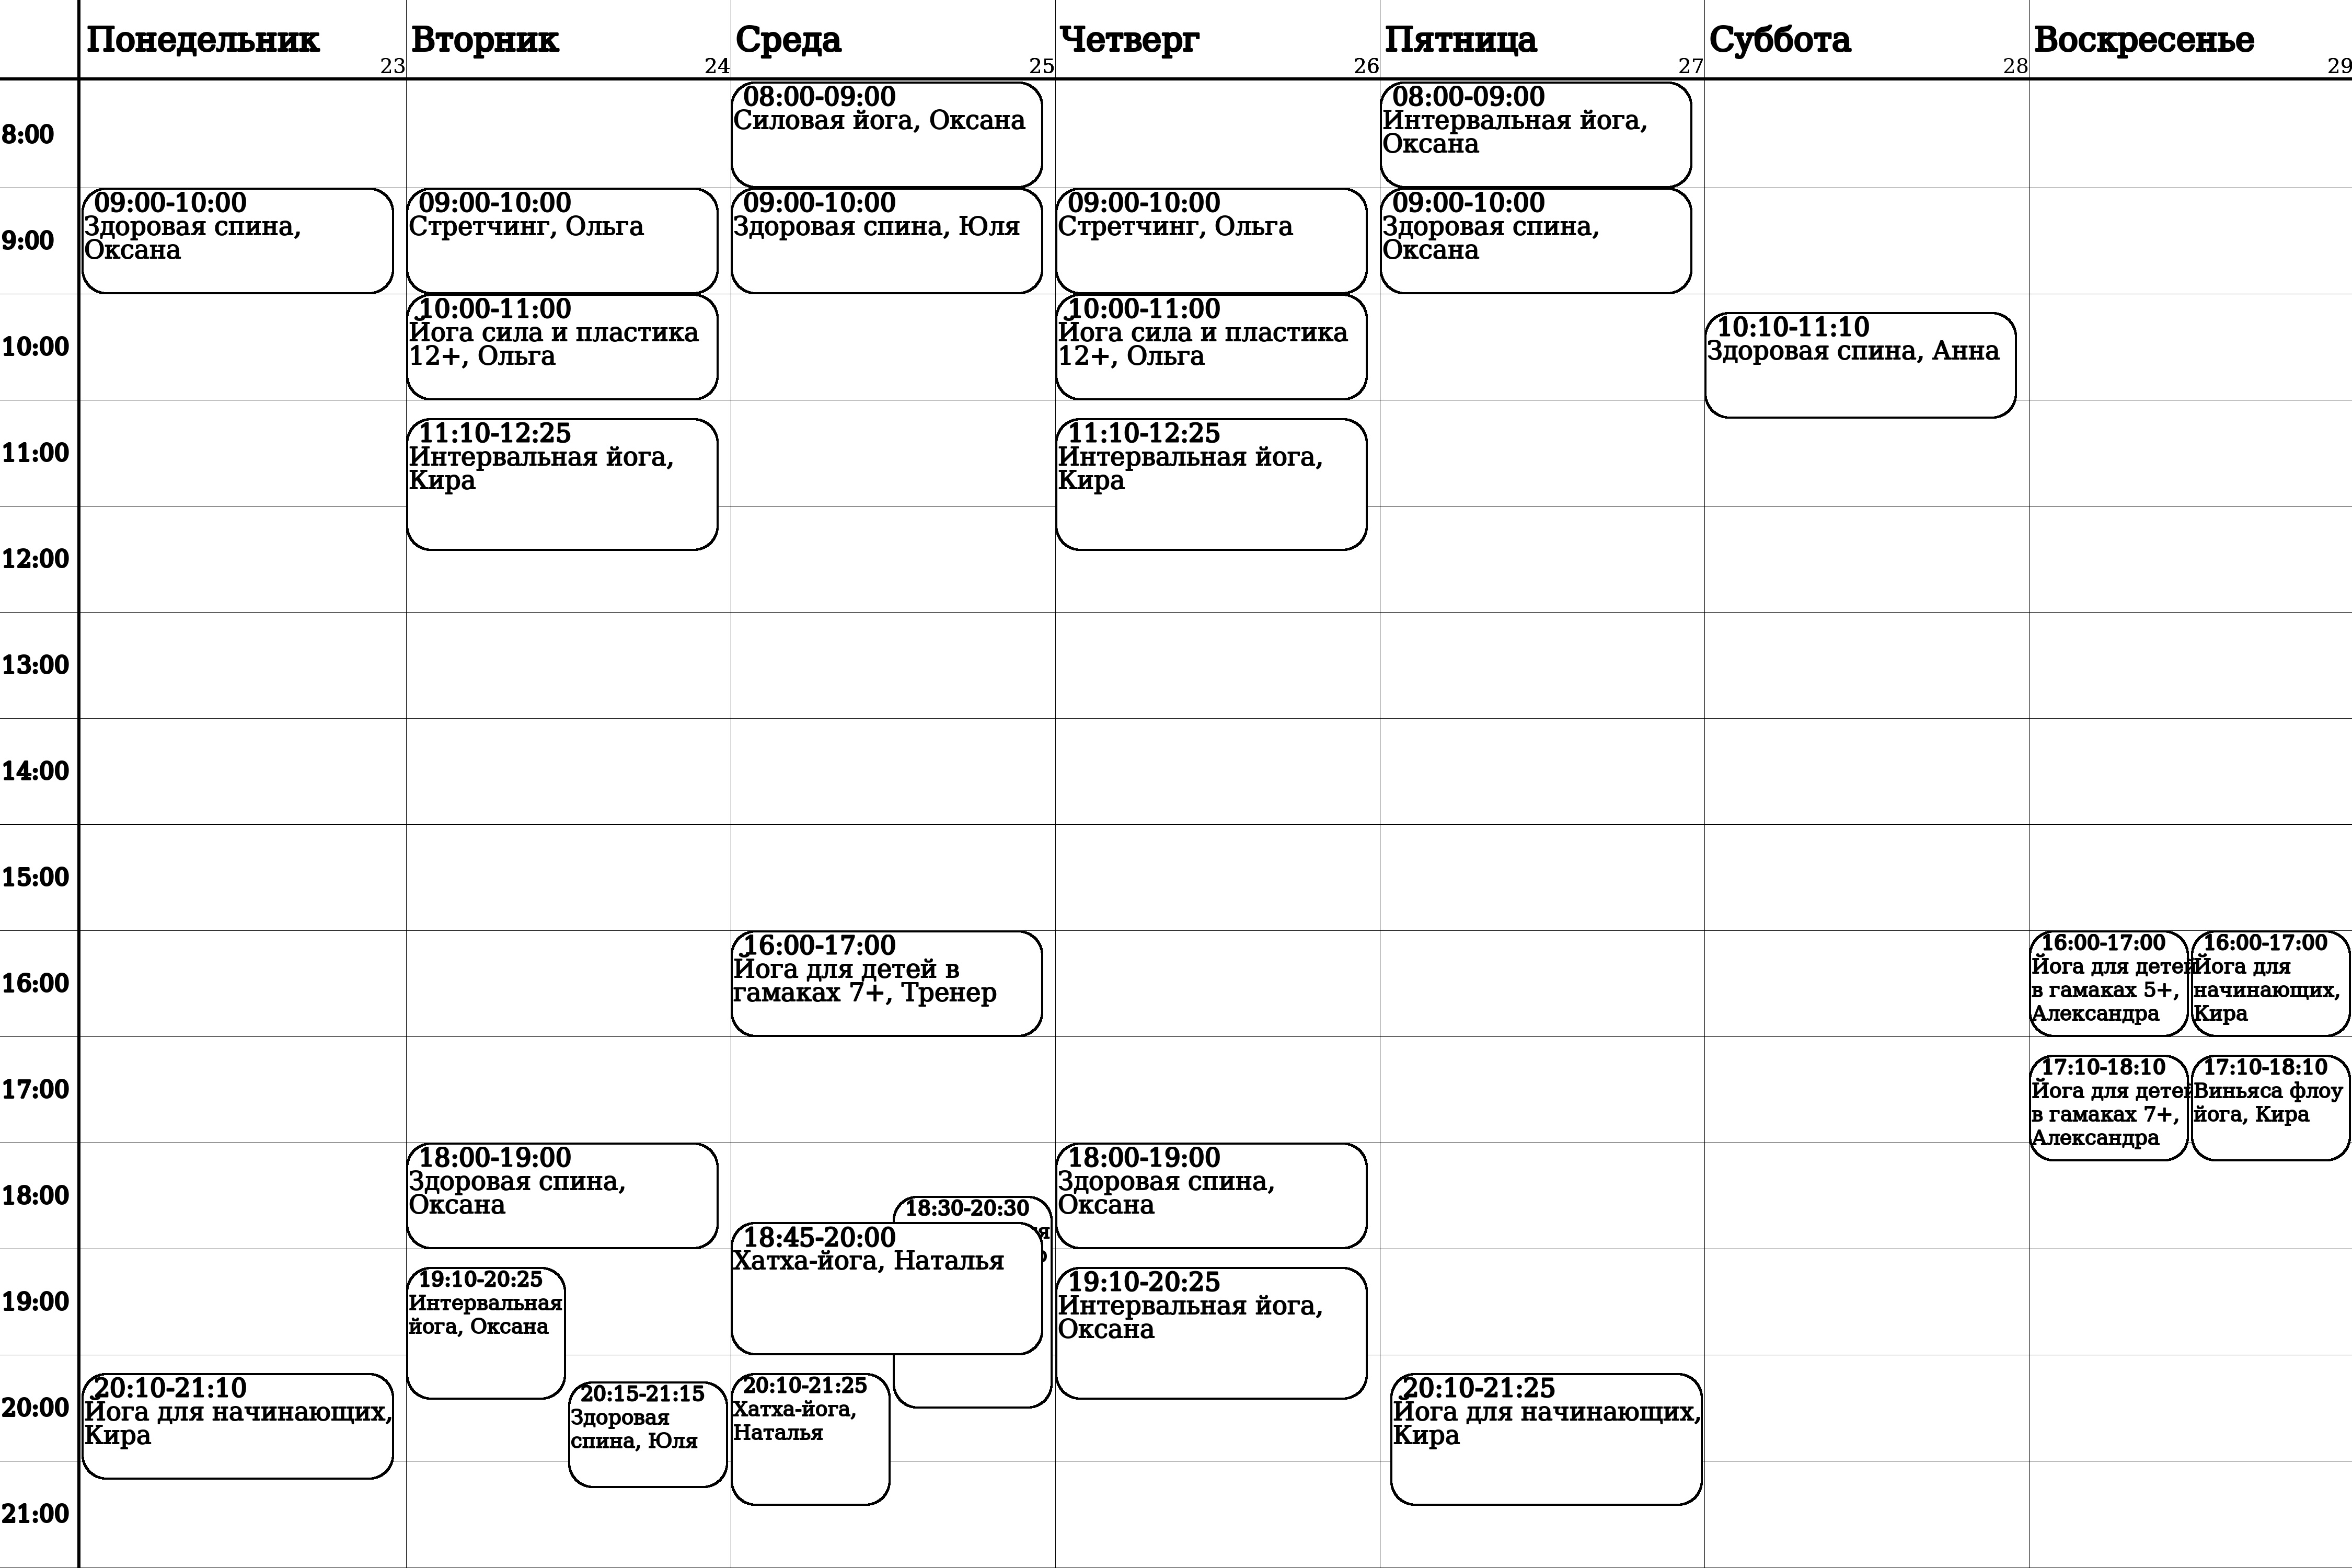 Понедельник
23
Вторник
24
Среда
25
Четверг
26
Пятница
27
Суббота
28
Воскресенье
29
8:00
9:00
10:00
11:00
12:00
13:00
14:00
15:00
16:00
17:00
18:00
19:00
20:00
21:00
09:00-10:00
Здоровая спина,
Оксана
20:10-21:10
Йога для начинающих,
Кира
09:00-10:00
Стретчинг, Ольга
10:00-11:00
Йога сила и пластика
12+, Ольга
11:10-12:25
Интервальная йога,
Кира
18:00-19:00
Здоровая спина,
Оксана
19:10-20:25
Интервальная
йога, Оксана
20:15-21:15
Здоровая
спина, Юля
08:00-09:00
Силовая йога, Оксана
09:00-10:00
Здоровая спина, Юля
16:00-17:00
Йога для детей в
гамаках 7+, Тренер
18:30-20:30
18:45-20:00
Хатха-йога, Наталья
20:10-21:25
Хатха-йога,
Наталья
09:00-10:00
Стретчинг, Ольга
10:00-11:00
Йога сила и пластика
12+, Ольга
11:10-12:25
Интервальная йога,
Кира
18:00-19:00
Здоровая спина,
Оксана
19:10-20:25
Интервальная йога,
Оксана
08:00-09:00
Интервальная йога,
Оксана
09:00-10:00
Здоровая спина,
Оксана
20:10-21:25
Йога для начинающих,
Кира
10:10-11:10
Здоровая спина, Анна
16:00-17:00
Йога для детей
в гамаках 5+,
Александра
16:00-17:00
Йога для
начинающих,
Кира
17:10-18:10
Йога для детей
в гамаках 7+,
Александра
17:10-18:10
Виньяса флоу
йога, Кира